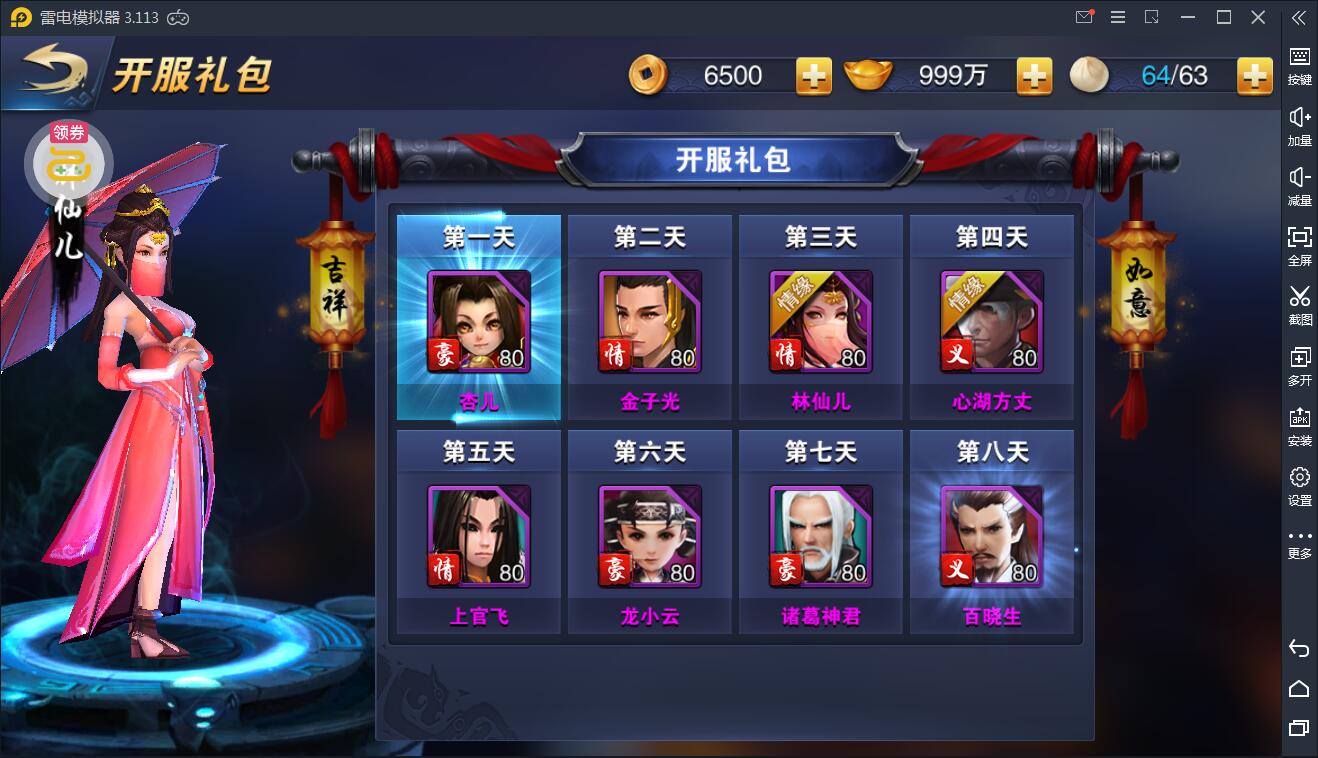 雷电模拟器 3.113
开服礼包
6500
999万
64/63
领券
仙儿
吉祥
如意
开服礼包
第一天
豪
80
杏儿
第二天
情
80
金子光
第三天
情缘
情
80
林仙儿
第四天
情缘
义
80
心湖方丈
第五天
情
80
上官飞
第六天
豪
80
龙小云
第七天
豪
80
诸葛神君
第八天
义
80
百晓生
按键
加量
减量
全屏
截图
多开
APK
安装
设置
更多